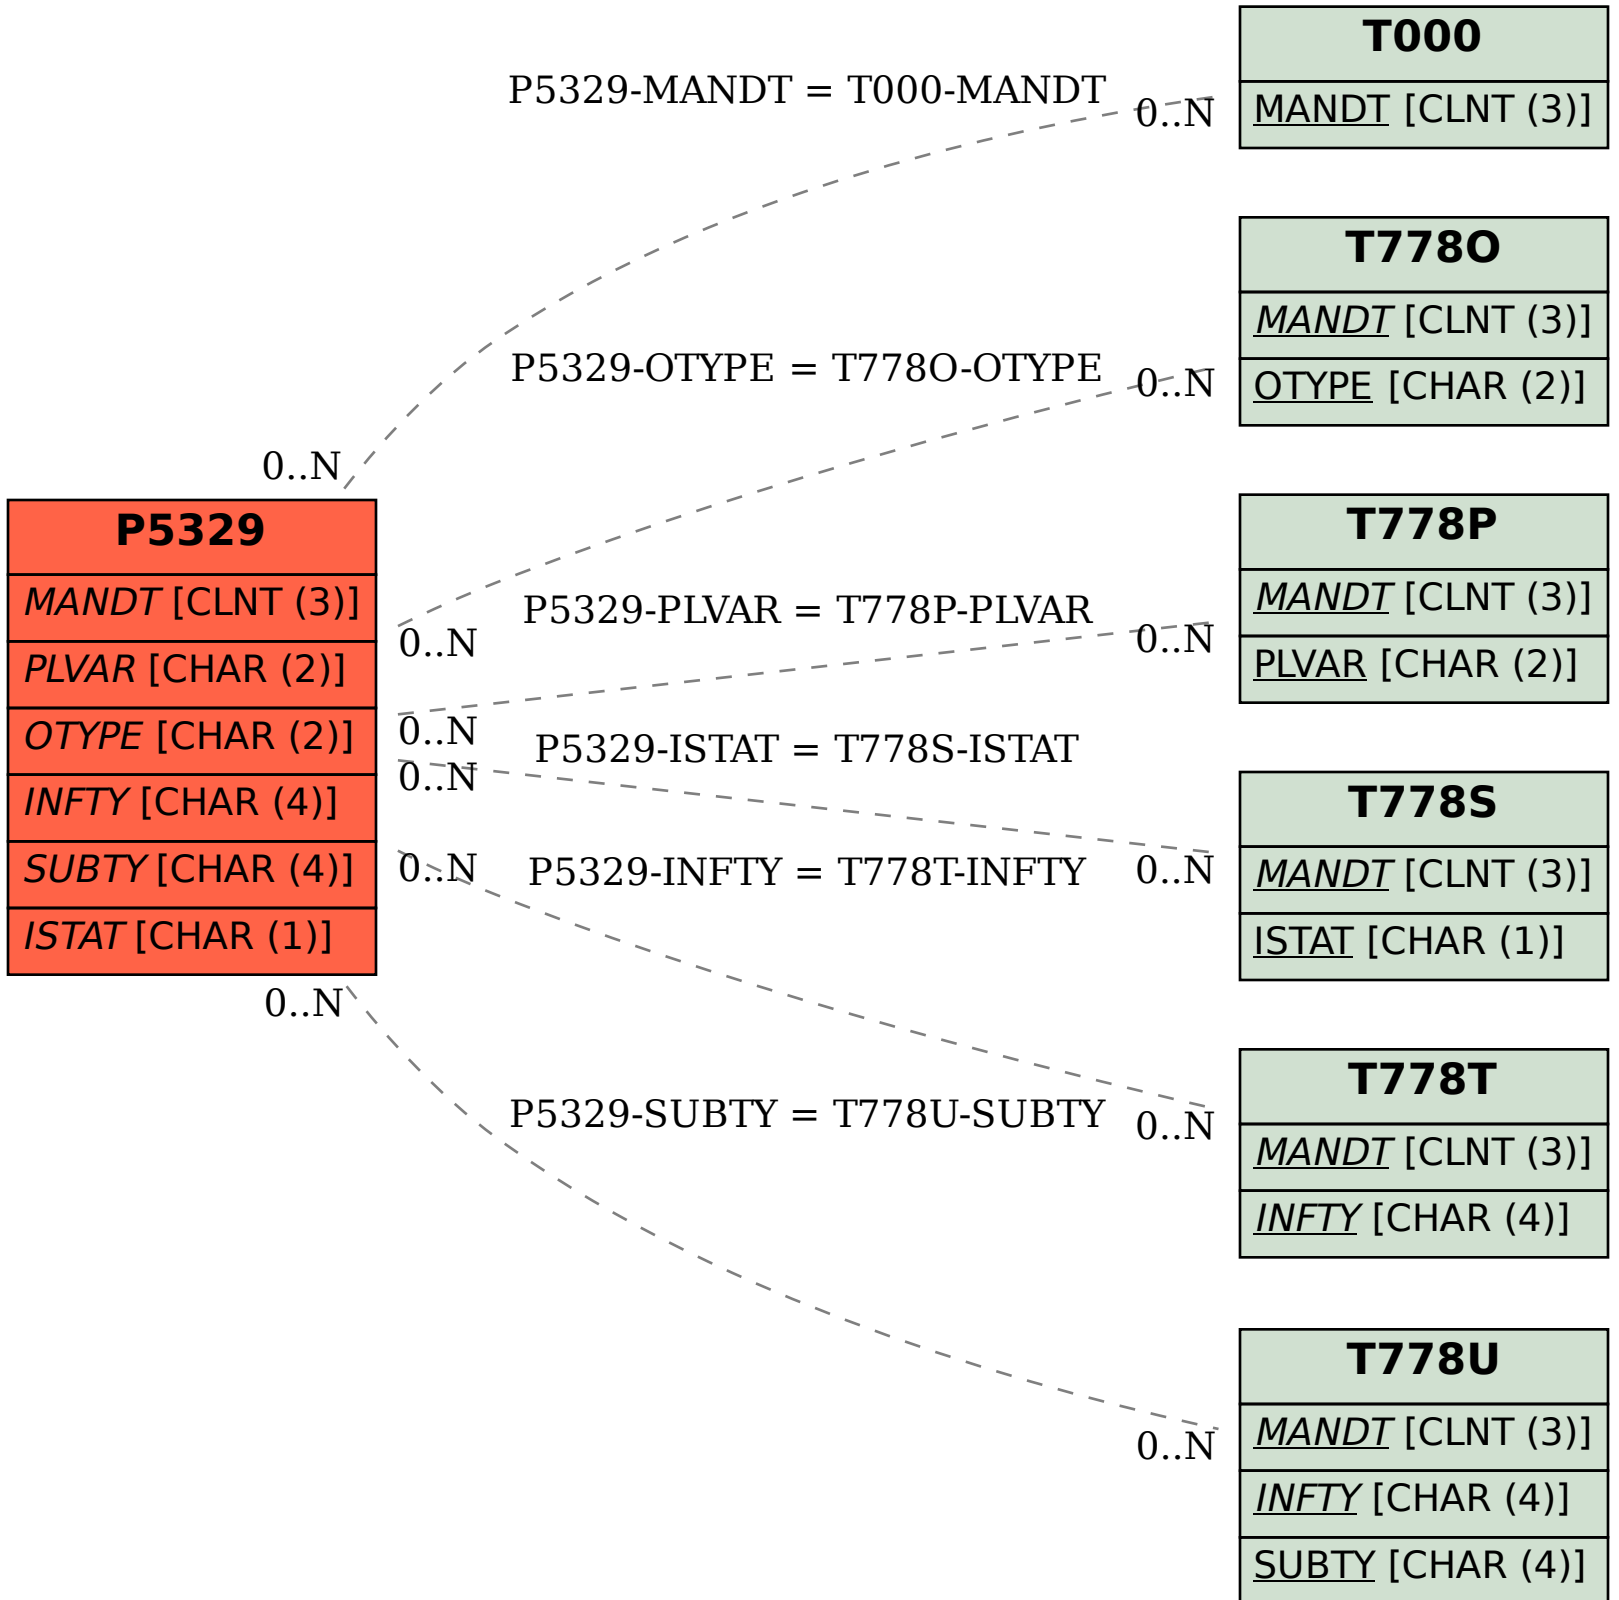 T000
MANDT [CLNT (3)]
P5329-MANDT = T000-MANDT
0..N
T778O
MANDT [CLNT (3)]
OTYPE [CHAR (2)]
P5329-OTYPE = T778O-OTYPE
0..N
0..N
P5329
MANDT [CLNT (3)]
PLVAR [CHAR (2)]
OTYPE [CHAR (2)]
INFTY [CHAR (4)]
SUBTY [CHAR (4)]
ISTAT [CHAR (1)]
T778P
MANDT [CLNT (3)]
PLVAR [CHAR (2)]
P5329-PLVAR = T778P-PLVAR
0..N
0..N
0..N
P5329-ISTAT = T778S-ISTAT
0..N
T778S
MANDT [CLNT (3)]
ISTAT [CHAR (1)]
0..N
P5329-INFTY = T778T-INFTY
0..N
0..N
T778T
MANDT [CLNT (3)]
INFTY [CHAR (4)]
P5329-SUBTY = T778U-SUBTY
0..N
T778U
MANDT [CLNT (3)]
INFTY [CHAR (4)]
SUBTY [CHAR (4)]
0..N